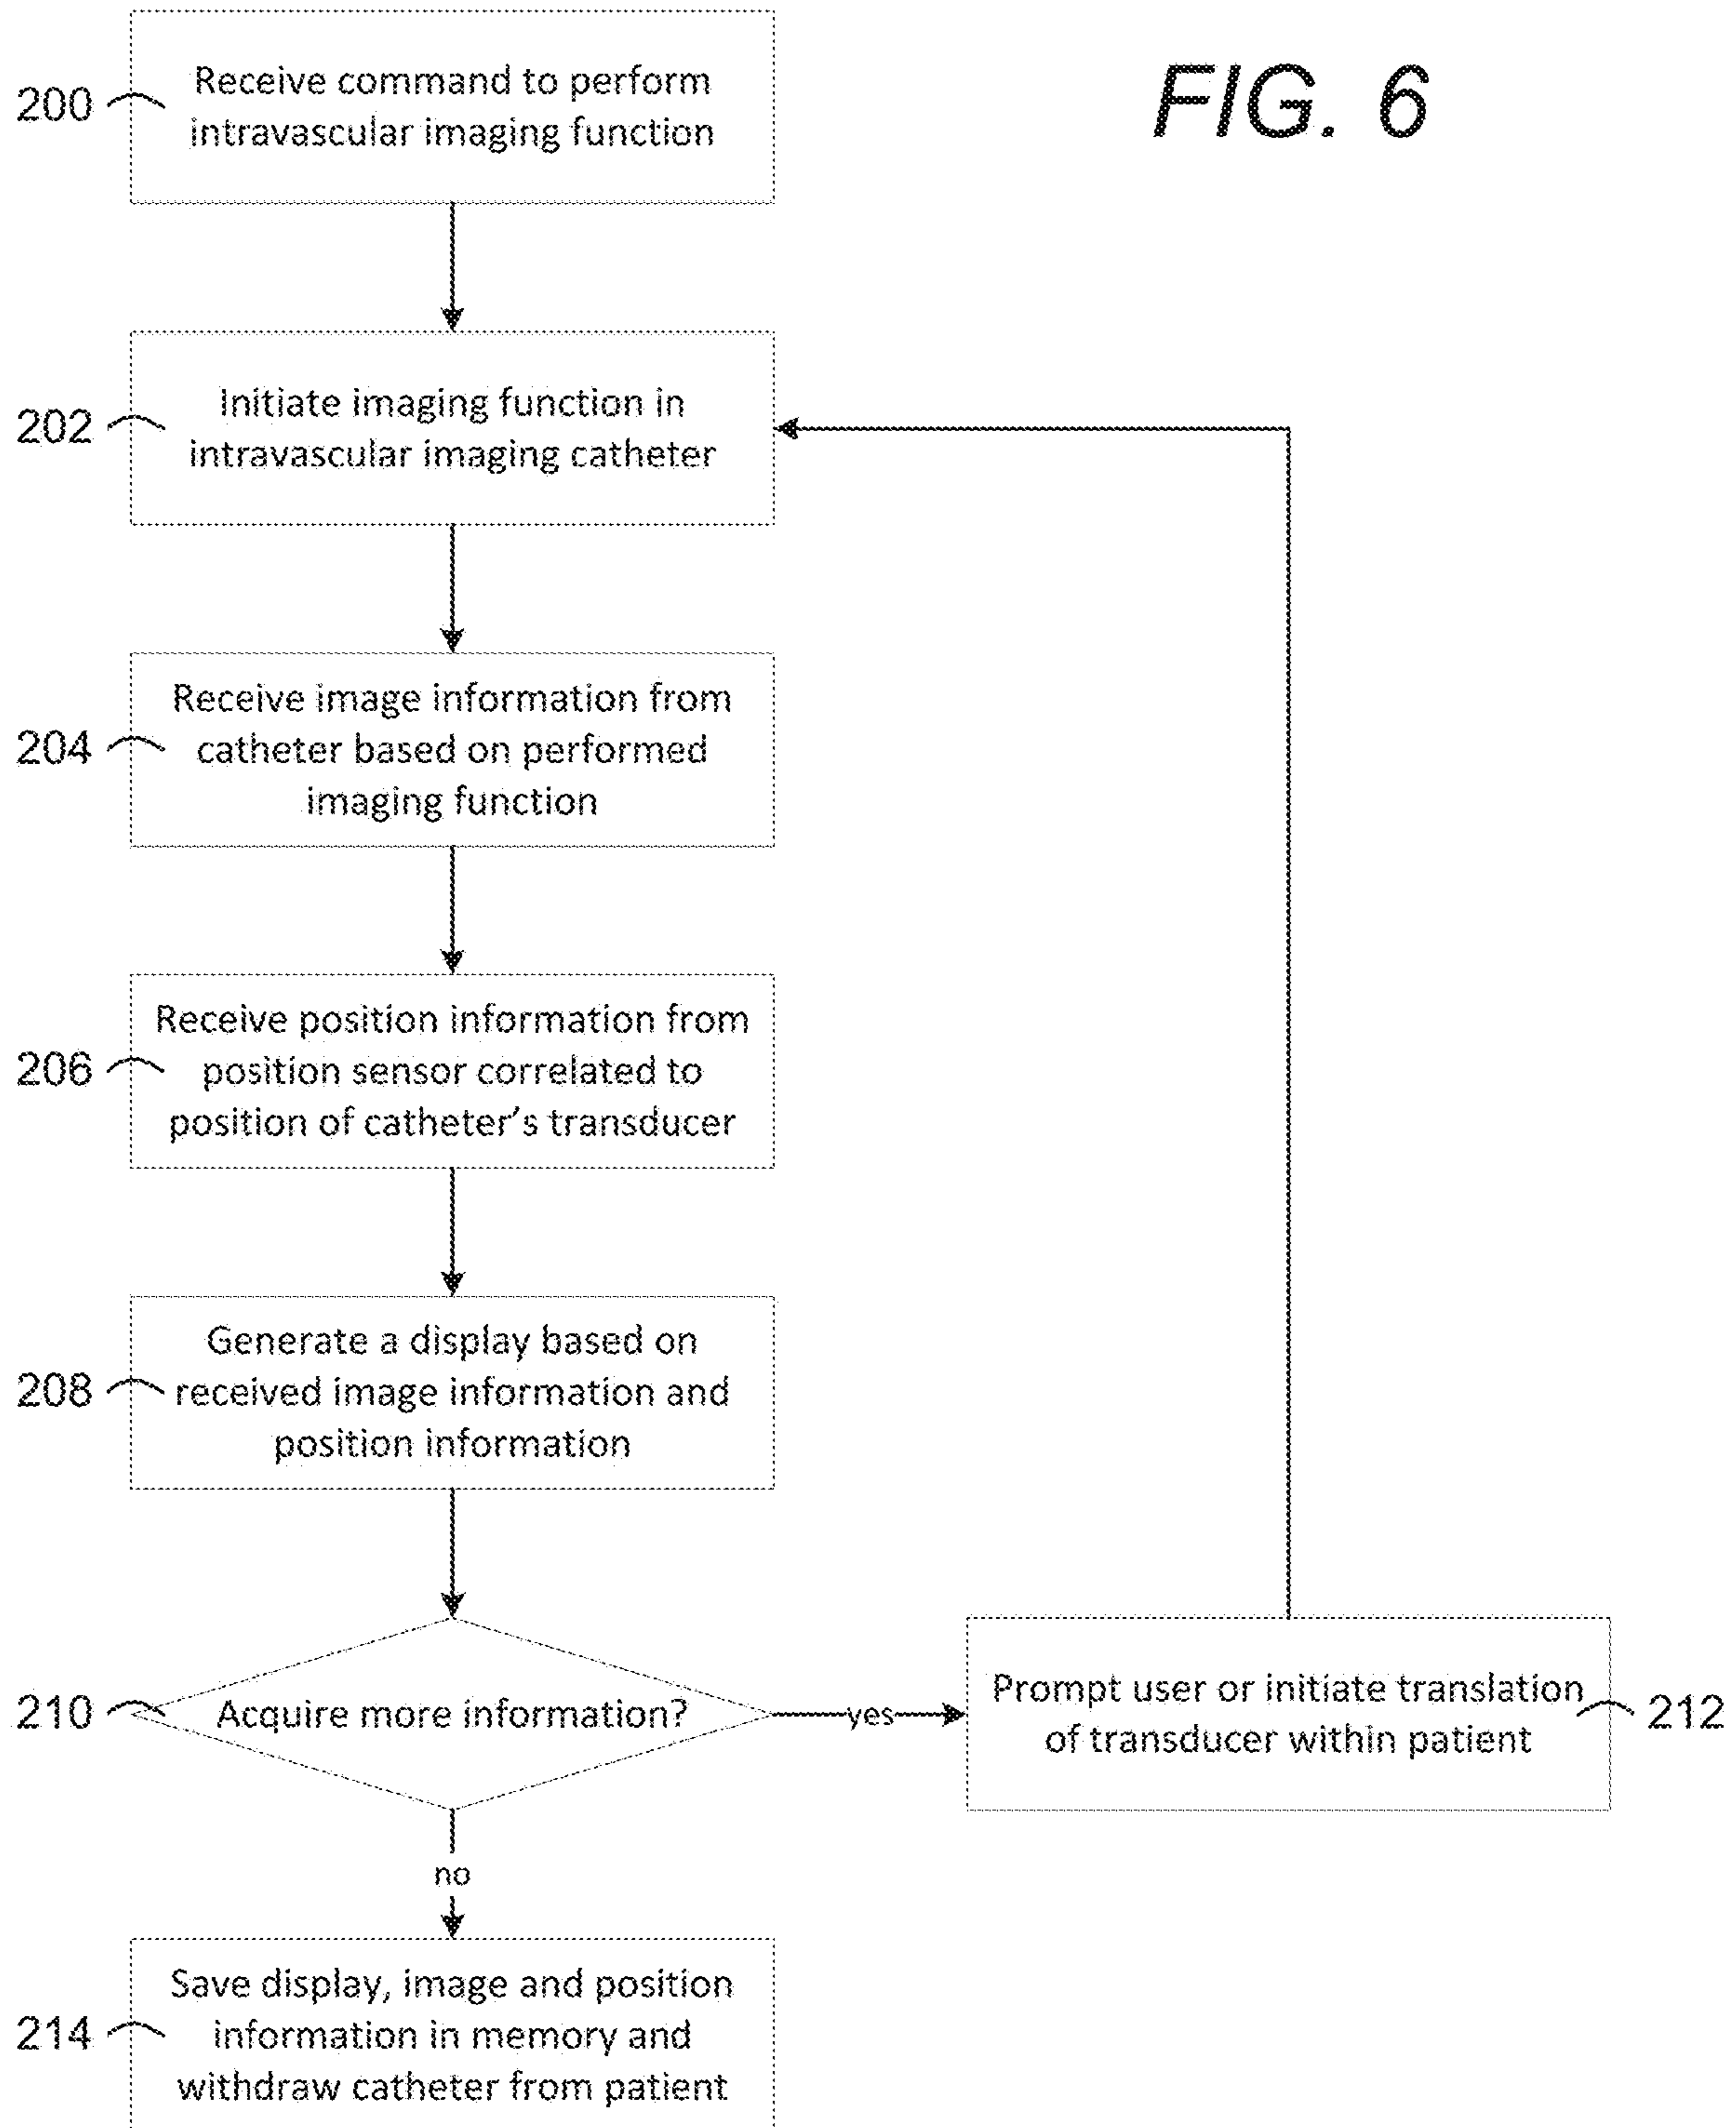 FIG. 6
200
Receive command to perform
intravascular imaging function
202
Initiate imaging function in
intravascular imaging catheter
204
Receive image information from
catheter based on performed
imaging function
206
Receive position information from
position sensor correlated to
position of catheter's transducer
208
Generate a display based on
received image information and
position information
210
Acquire more information?
yes
Prompt user or initiate translation
of transducer within patient
212
no
214
Save display, image and position
information in memory and
withdraw catheter from patient